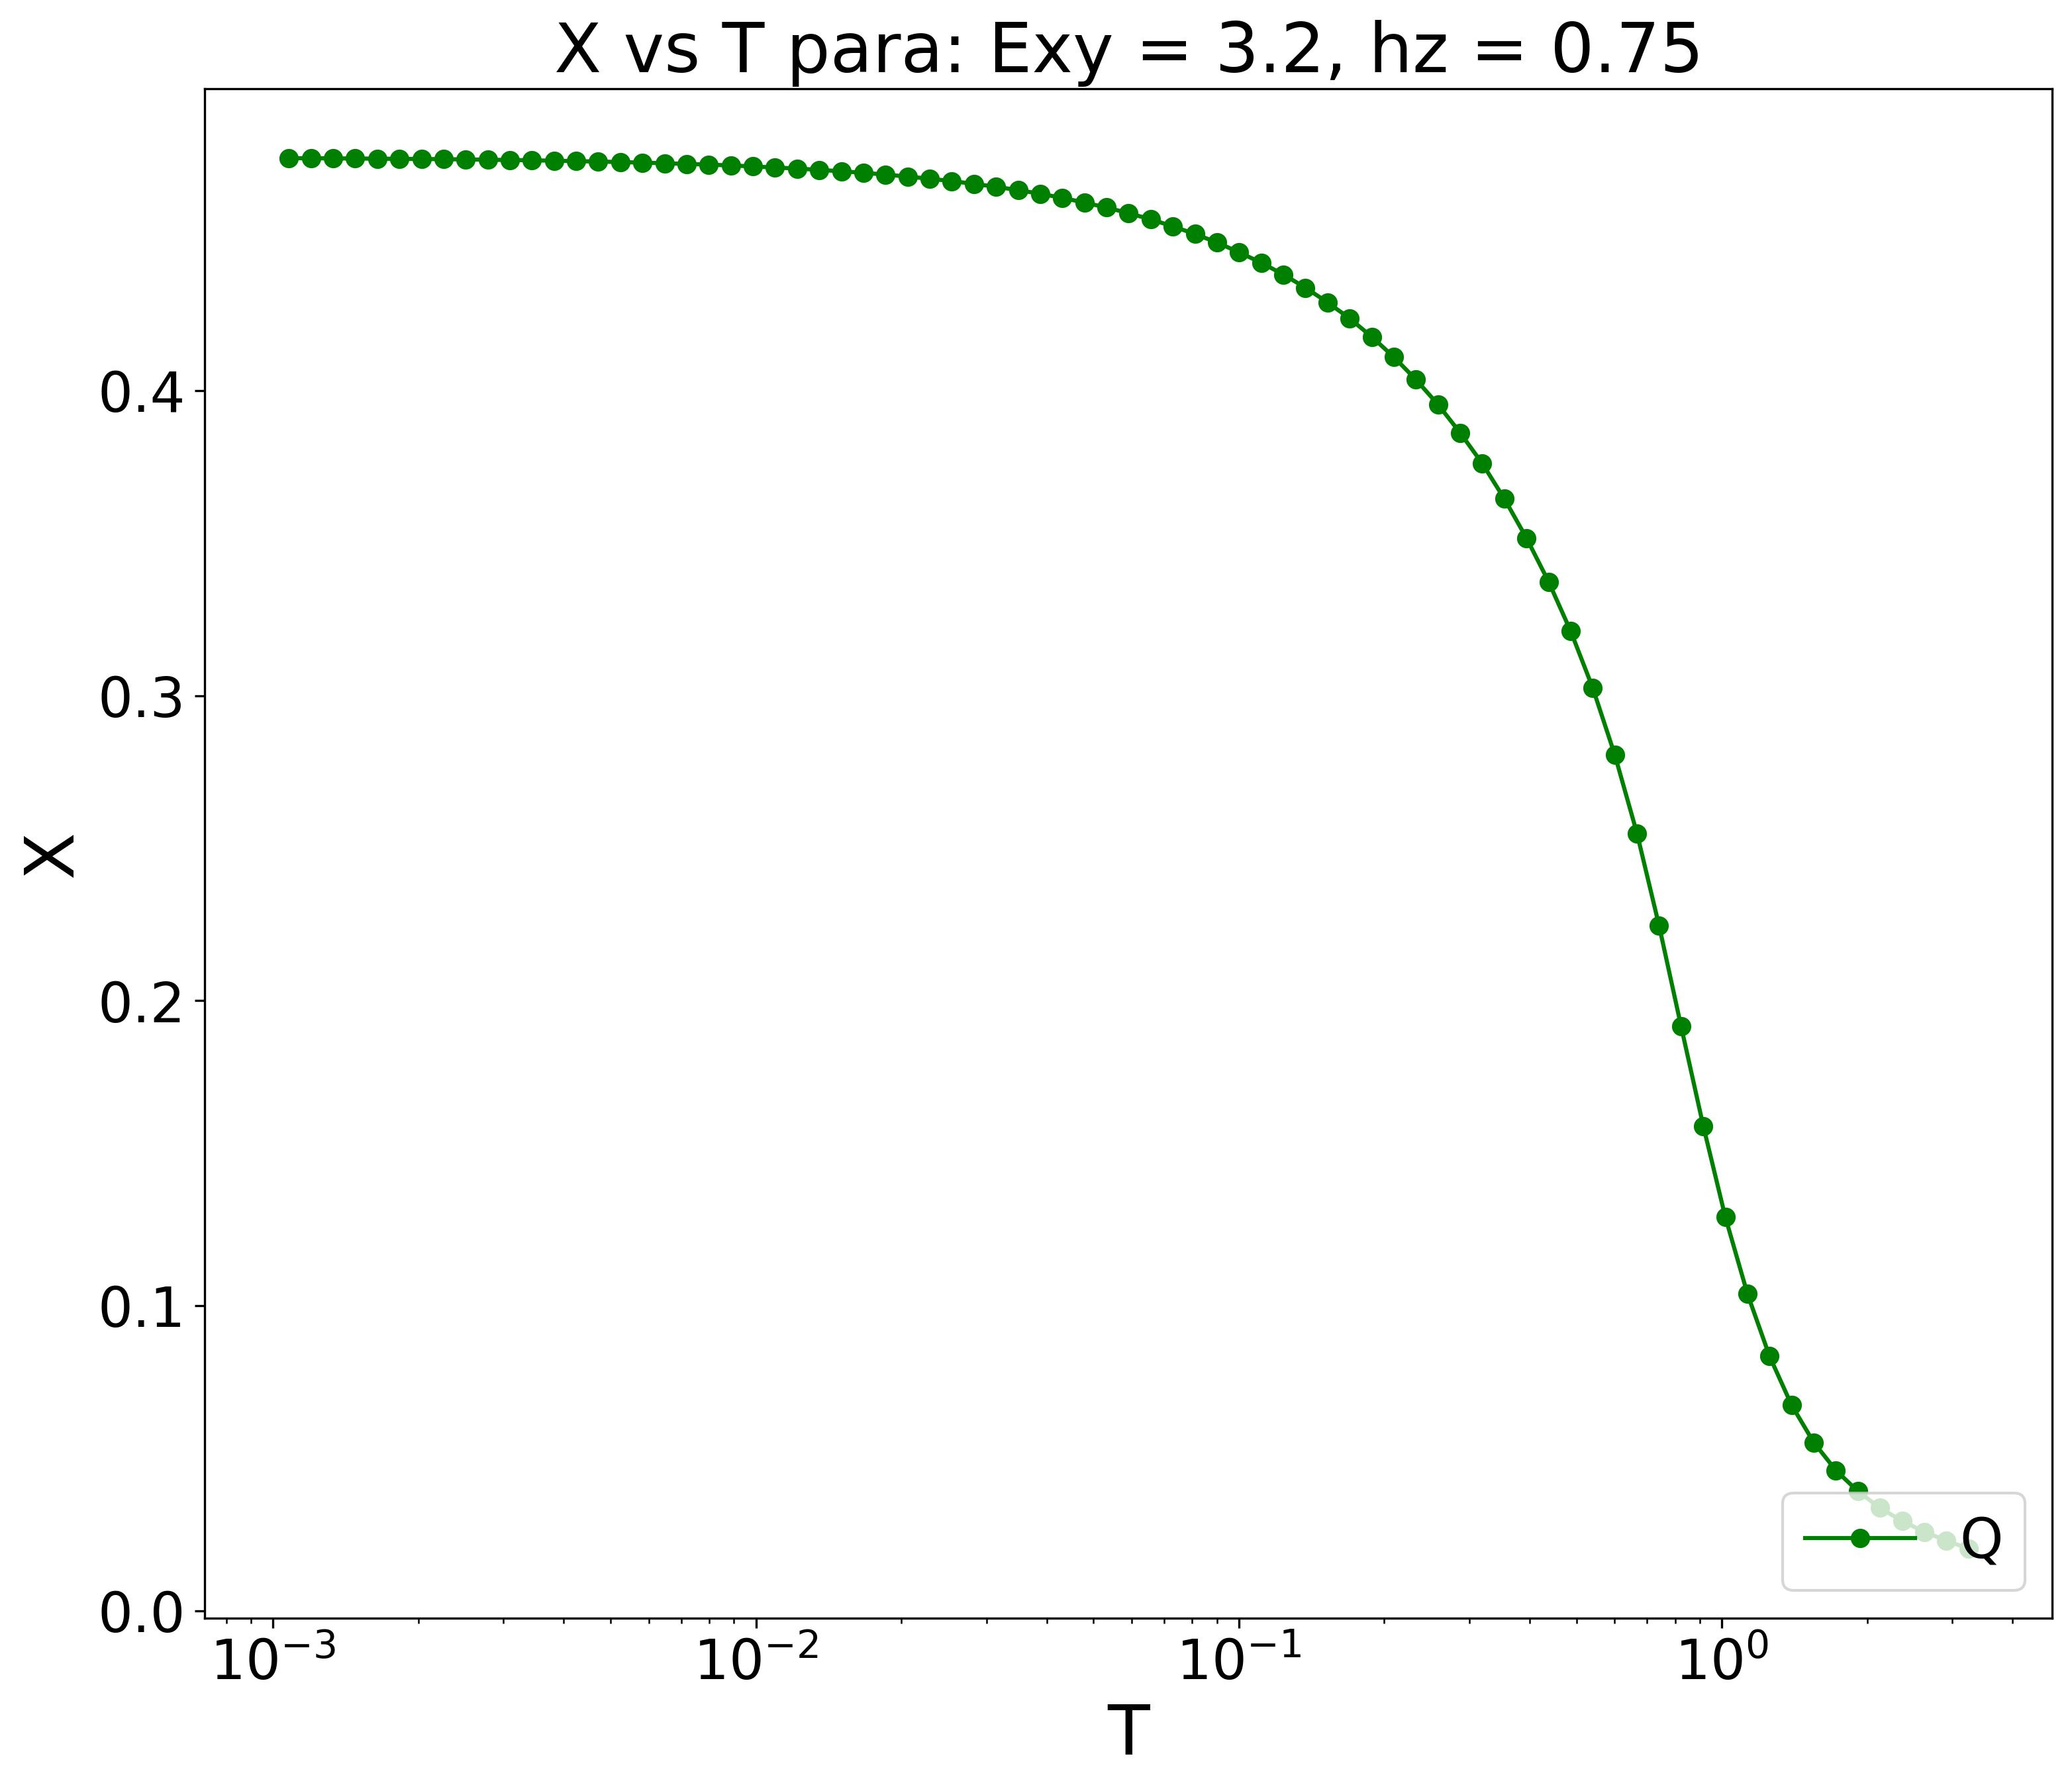 X vs T para: Exy = 3.2, hz = 0.75
X
0.4
0.3
0.2
0.1
0.0
10⁻³ 10⁻² 10⁻¹ 10⁰
T
Q